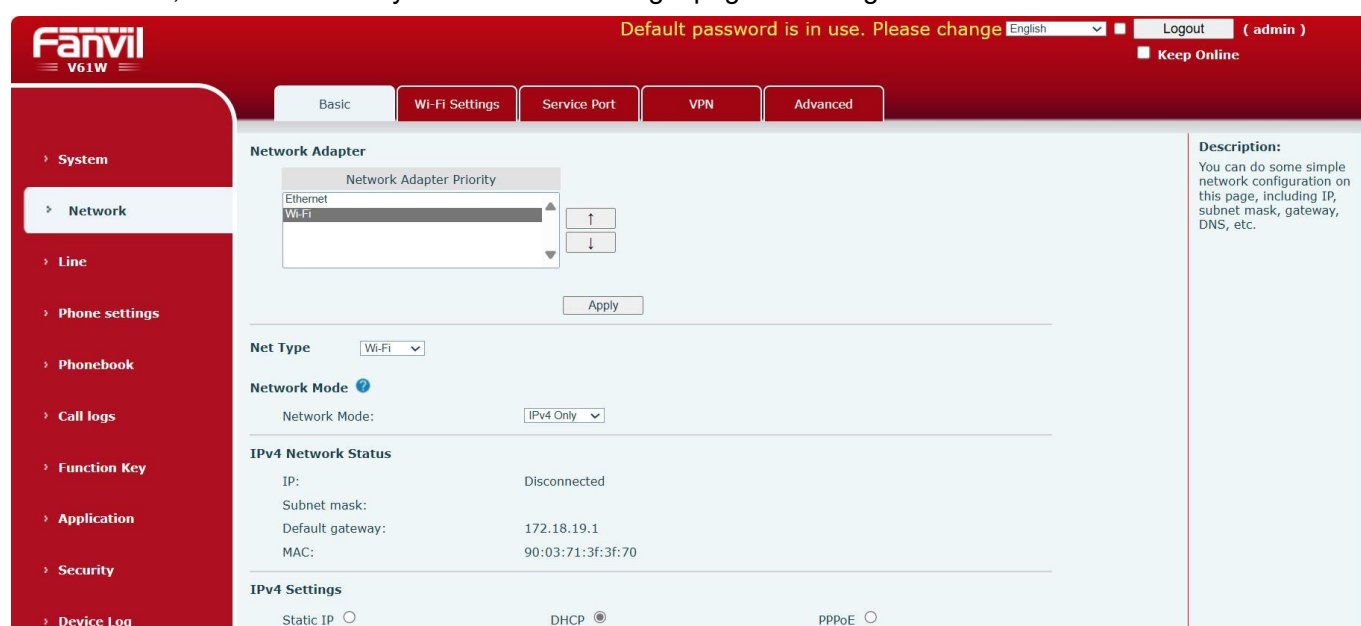 Default password is in use. Please change English Logout ( admin )
Keep Online
Fanvil
V61W
Basic Wi-Fi Settings Service Port VPN Advanced
System
Network
Line
Phone settings
Phonebook
Call logs
Function Key
Application
Security
Device Log
Network Adapter
Network Adapter Priority
Ethernet
Wi-Fi
↑
↓
Apply
Net Type Wi-Fi
Network Mode ?
Network Mode: IPv4 Only
IPv4 Network Status
IP: Disconnected
Subnet mask:
Default gateway: 172.18.19.1
MAC: 90:03:71:3f:3f:70
IPv4 Settings
Static IP DHCP PPPoE
Description:
You can do some simple
network configuration on
this page, including IP,
subnet mask, gateway,
DNS, etc.